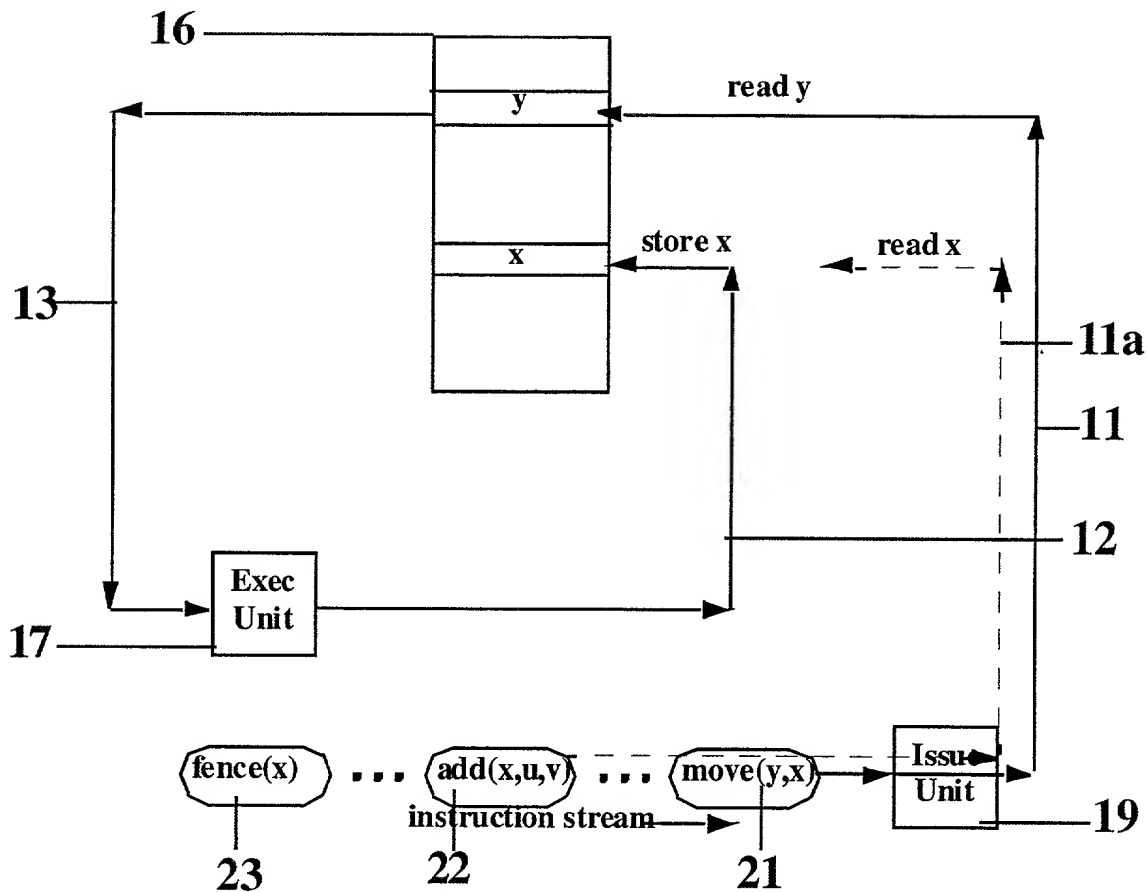 16
read y
y
store x
read x
x
13
11a
11
12
Exec
Unit
17
fence(x) ... add(x,u,v) ... move(y,x)
Issue
Unit
instruction stream
19
23
22
21